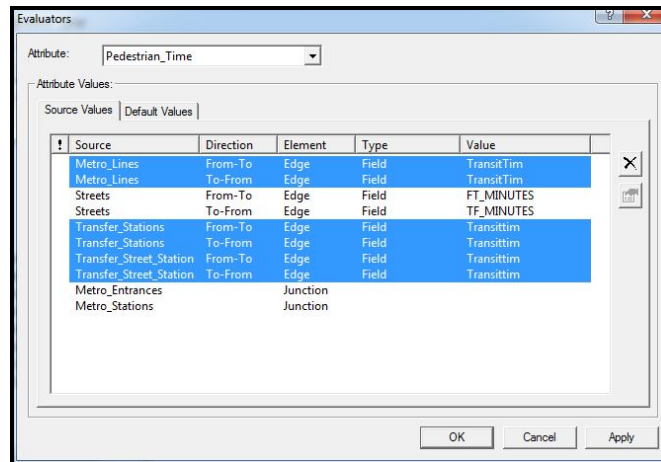 Evaluators
Attribute: Pedestrian_Time
Attribute Values:
Source Values Default Values
! Source Direction Element Type Value
Metro_Lines From-To Edge Field TransitTim
Metro_Lines To-From Edge Field TransitTim
Streets From-To Edge Field FT_MINUTES
Streets To-From Edge Field TF_MINUTES
Transfer_Stations From-To Edge Field Transittim
Transfer_Stations To-From Edge Field Transittim
Transfer_Street_Station From-To Edge Field Transittim
Transfer_Street_Station To-From Edge Field Transittim
Metro_Entrances Junction
Metro_Stations Junction
OK Cancel Apply